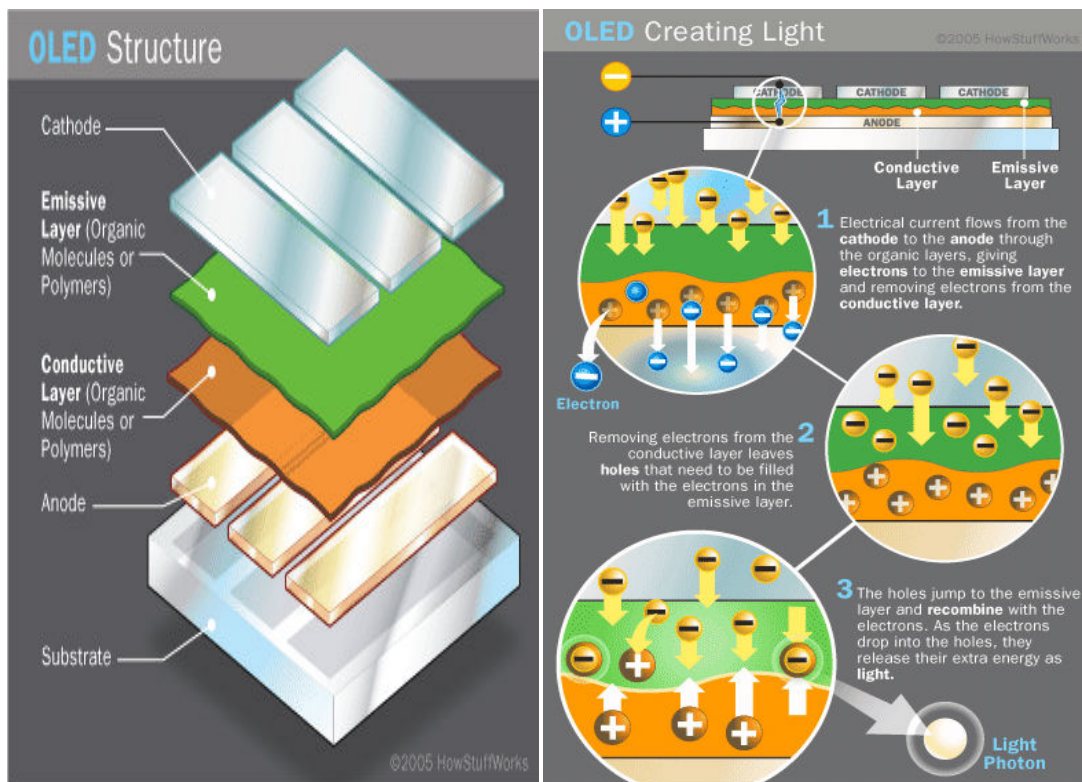 OLED Structure
Cathode
Emissive
Layer (Organic
Molecules or
Polymers)
Conductive
Layer (Organic
Molecules or
Polymers)
Anode
Substrate
©2005 HowStuffWorks
OLED Creating Light
©2005 HowStuffWorks
CATHODE CATHODE CATHODE
ANODE
Conductive
Layer
Emissive
Layer
1 Electrical current flows from the
cathode to the anode through
the organic layers, giving
electrons to the emissive layer
and removing electrons from the
conductive layer.
Electron
Removing electrons from the 2
conductive layer leaves
holes that need to be filled
with the electrons in the
emissive layer.
3 The holes jump to the emissive
layer and recombine with the
electrons. As the electrons
drop into the holes, they
release their extra energy as
light.
Light
Photon